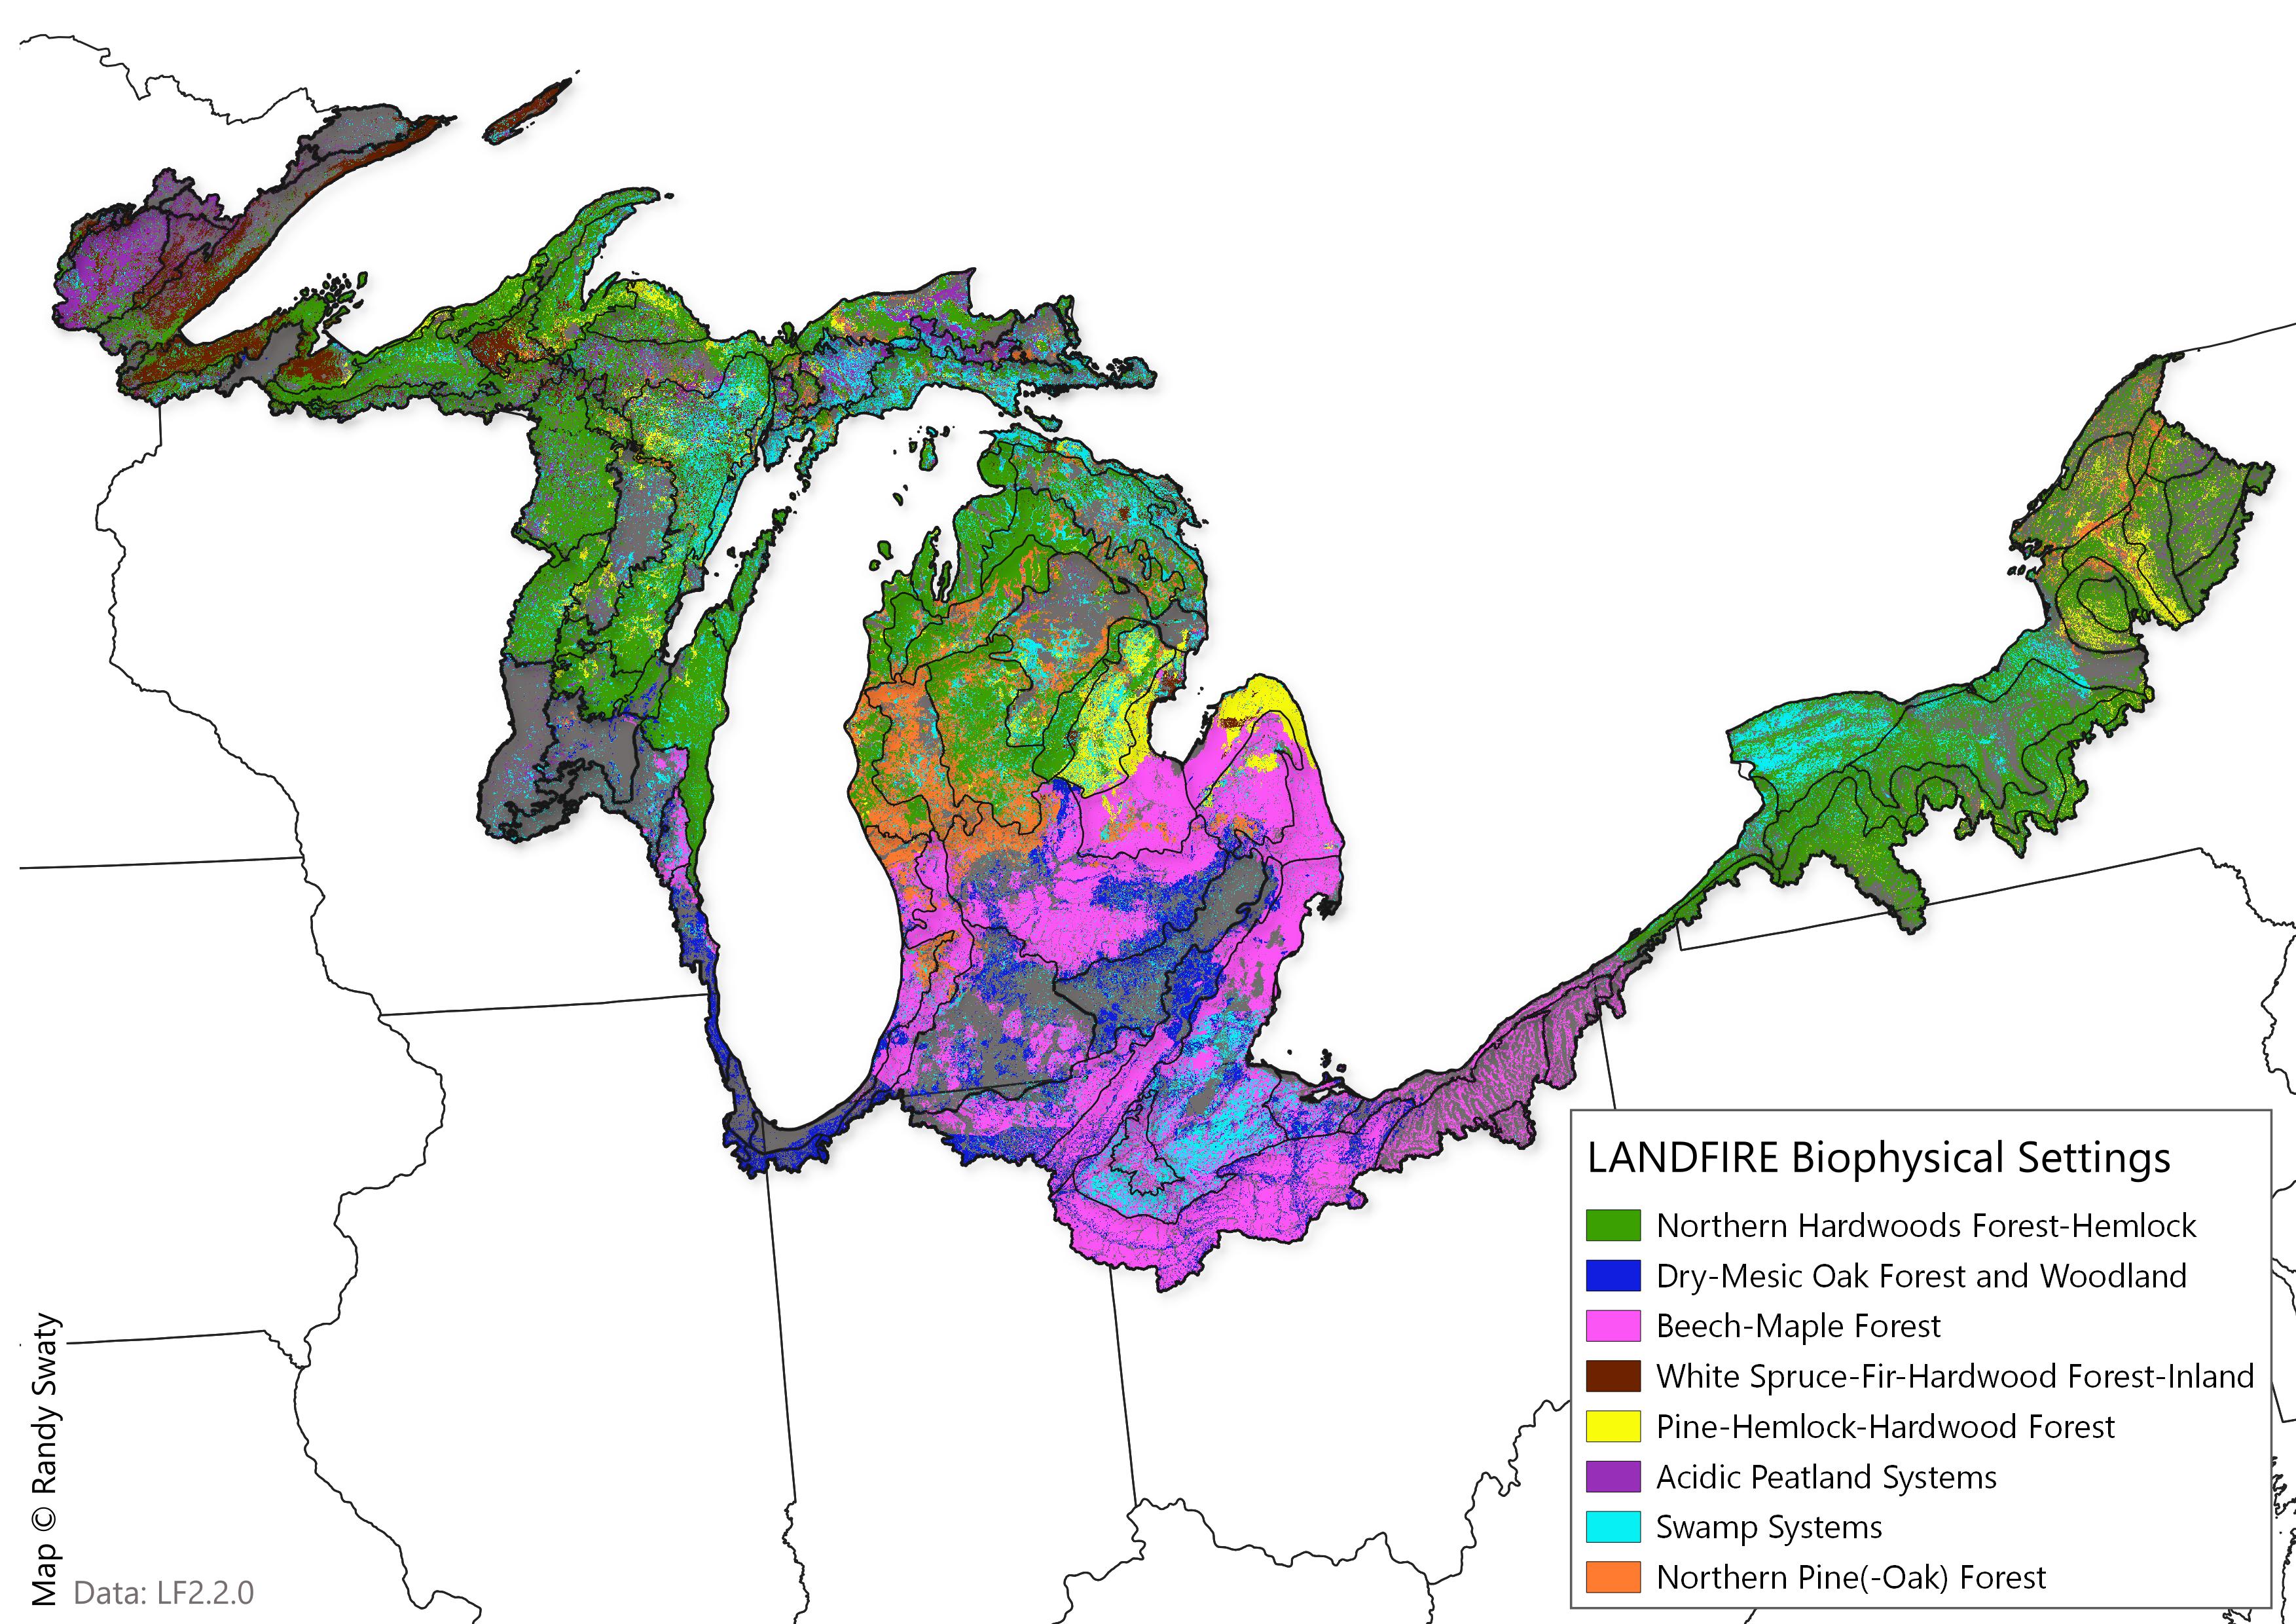 LANDFIRE Biophysical Settings
Northern Hardwoods Forest-Hemlock
Dry-Mesic Oak Forest and Woodland
Beech-Maple Forest
White Spruce-Fir-Hardwood Forest-Inland
Pine-Hemlock-Hardwood Forest
Acidic Peatland Systems
Swamp Systems
Northern Pine(-Oak) Forest
Map © Randy Swaty
Data: LF2.2.0